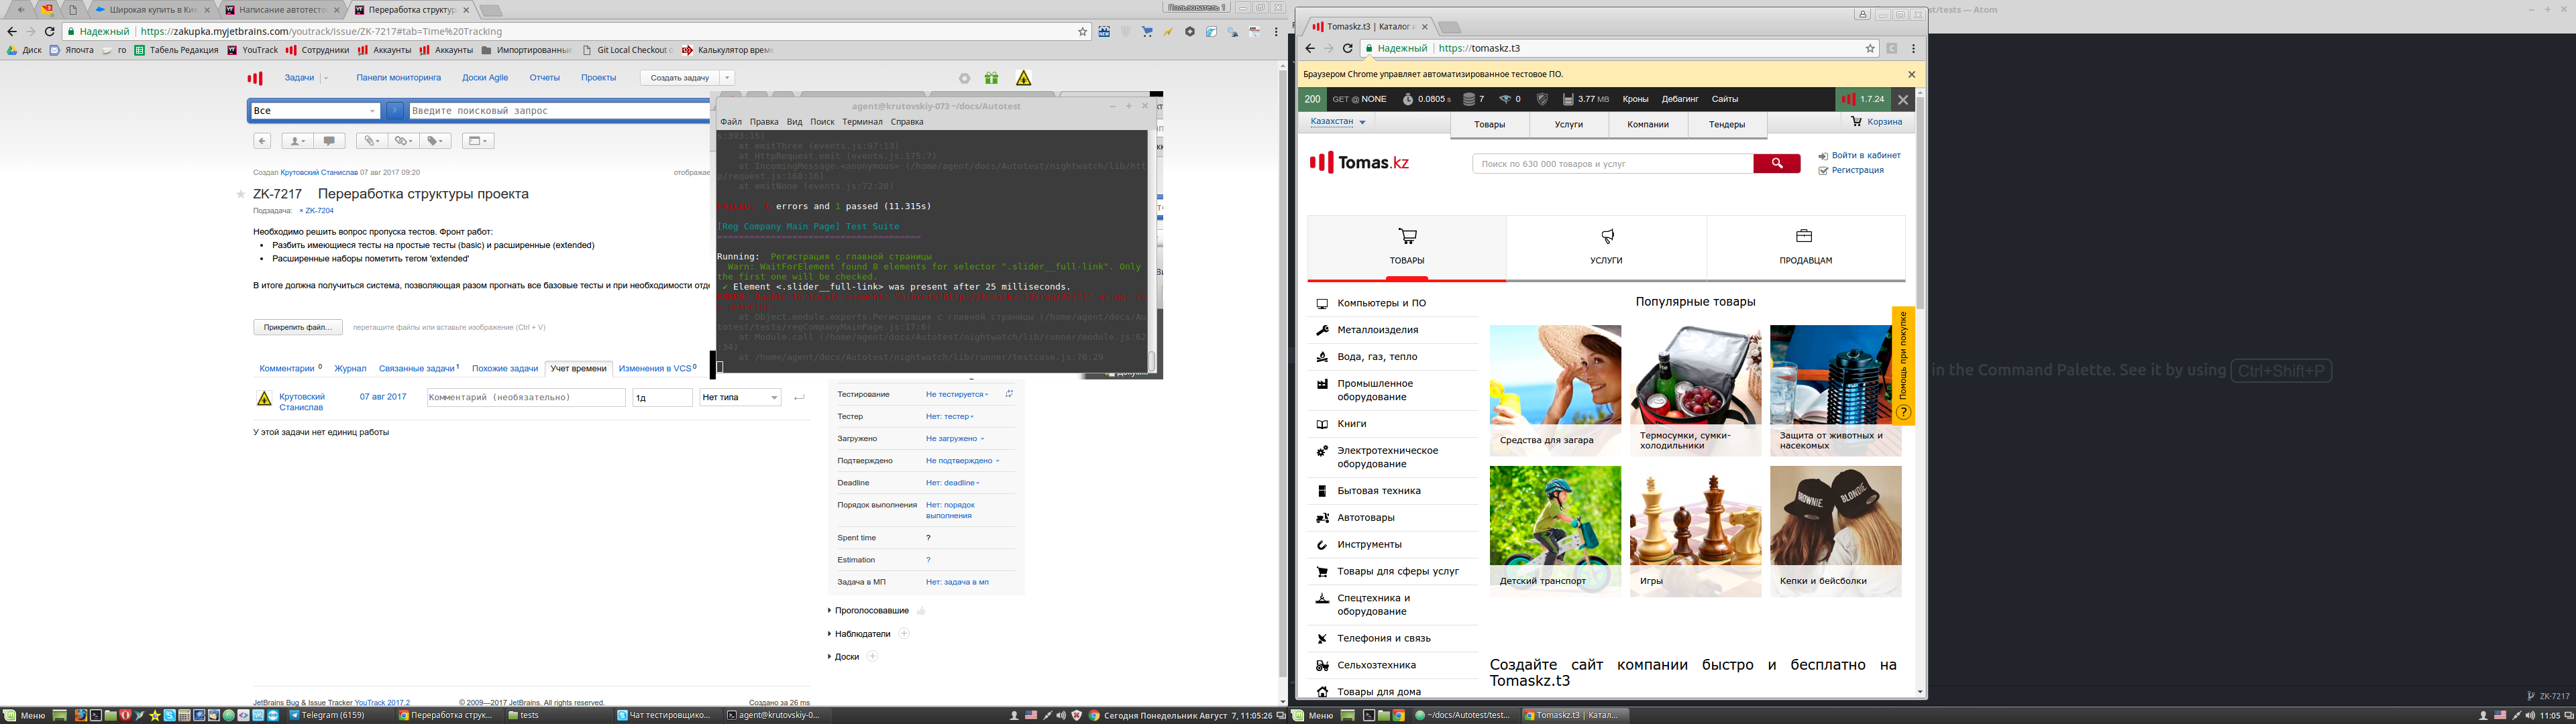 Широкая купить в Ки
Написание автотесто
Переработка структур
Пользователь 1
Надежный https://zakupka.myjetbrains.com/youtrack/issue/ZK-7217#tab=Time%20Tracking
Диск Япочта го Табель Редакция YouTrack Сотрудники Аккаунты Аккаунты Импортированные Git Local Checkout Калькулятор време
Задачи Панели мониторинга Доски Agile Отчеты Проекты Создать задачу
Все Введите поисковый запрос
Создал Крутовский Станислав 07 авг 2017 09:20 отображае
ZK-7217 Переработка структуры проекта
Подзадача: × ZK-7204
Необходимо решить вопрос пропуска тестов. Фронт работ:
• Разбить имеющиеся тесты на простые тесты (basic) и расширенные (extended)
• Расширенные наборы пометить тегом 'extended'
В итоге должна получиться система, позволяющая разом прогнать все базовые тесты и при необходимости отде
Прикрепить файл... перетащите файлы или вставьте изображение (Ctrl + V)
Комментарии 0 Журнал Связанные задачи 1 Похожие задачи Учет времени Изменения в VCS 0
Крутовский Станислав 07 авг 2017 Комментарий (необязательно) 1д Нет типа
У этой задачи нет единиц работы
Тестирование Не тестируется
Тестер Нет: тестер
Загружено Не загружено
Подтверждено Не подтверждено
Deadline Нет: deadline
Порядок выполнения Нет: порядок выполнения
Spent time ?
Estimation ?
Задача в МП Нет: задача в мп
Проголосовавшие
Наблюдатели
Доски
JetBrains Bug & Issue Tracker YouTrack 2017.2 © 2009—2017 JetBrains. All rights reserved. Создано за 26 ms
agent@krutovskiy-073 ~/docs/Autotest
Файл Правка Вид Поиск Терминал Справка
s:393:15)
at emitThree (events.js:97:13)
at HttpRequest.emit (events.js:175:7)
at IncomingMessage.<anonymous> (/home/agent/docs/Autotest/nightwatch/lib/htt
p/request.js:168:16)
at emitNone (events.js:72:20)
errors and 1 passed (11.315s)
[Reg Company Main Page] Test Suite
Running: Регистрация с главной страницы
Warn: WaitForElement found 8 elements for selector ".slider__full-link". Only
the first one will be checked.
✔ Element <.slider__full-link> was present after 25 milliseconds.
at Object.module.exports.Регистрация с главной страницы (/home/agent/docs/Au
totest/tests/regCompanyMainPage.js:17:6)
at Module.call (/home/agent/docs/Autotest/nightwatch/lib/runner/module.js:62
:34)
at /home/agent/docs/Autotest/nightwatch/lib/runner/testcase.js:70:29
Меню Telegram (6159) Переработка струк... tests Чат тестировщико... agent@krutovskiy-0... Сегодня Понедельник Август 7, 11:05:26
Tomaskz.t3 | Каталог
Надежный https://tomaskz.t3
Браузером Chrome управляет автоматизированное тестовое ПО.
200 GET @ NONE 0.0805 s 7 0 3.77 MB Кроны Дебагинг Сайты 1.7.24
Казахстан Товары Услуги Компании Тендеры Корзина
Tomas.kz Поиск по 630 000 товаров и услуг
Войти в кабинет
Регистрация
ТОВАРЫ УСЛУГИ ПРОДАВЦАМ
Компьютеры и ПО
Металлоизделия
Вода, газ, тепло
Промышленное оборудование
Книги
Электротехническое оборудование
Бытовая техника
Автотовары
Инструменты
Товары для сферы услуг
Спецтехника и оборудование
Телефония и связь
Сельхозтехника
Товары для дома
Популярные товары
Средства для загара
Термосумки, сумки-холодильники
Защита от животных и насекомых
Детский транспорт
Игры
BROWNIE. BLONDIE.
Кепки и бейсболки
Помощь при покупке ?
Создайте сайт компании быстро и бесплатно на
Tomaskz.t3
st/tests — Atom
in the Command Palette. See it by using Ctrl+Shift+P
ZK-7217
Меню ~/docs/Autotest/test... Tomaskz.t3 | Катал... 11:05